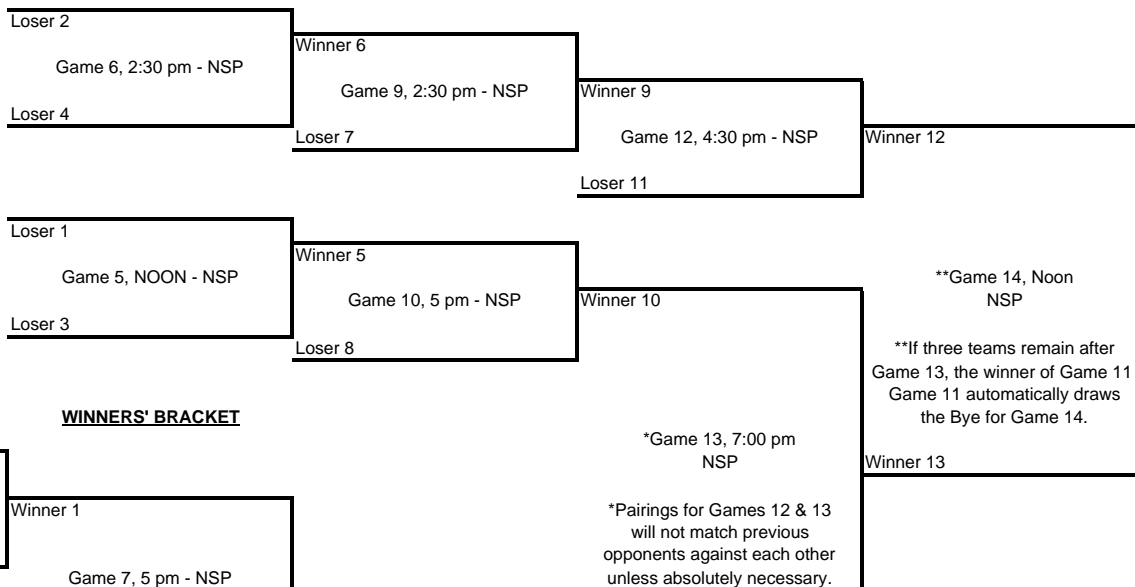 Loser 2
Game 6, 2:30 pm - NSP
Loser 4
Winner 6
Game 9, 2:30 pm - NSP
Loser 7
Winner 9
Game 12, 4:30 pm - NSP
Loser 11
Winner 12
Loser 1
Game 5, NOON - NSP
Loser 3
Winner 5
Game 10, 5 pm - NSP
Loser 8
Winner 10
**Game 14, Noon
NSP
**If three teams remain after
Game 13, the winner of Game 11
Game 11 automatically draws
the Bye for Game 14.
WINNERS' BRACKET
*Game 13, 7:00 pm
NSP
Winner 13
*Pairings for Games 12 & 13
will not match previous
opponents against each other
unless absolutely necessary.
Winner 1
Game 7, 5 pm - NSP